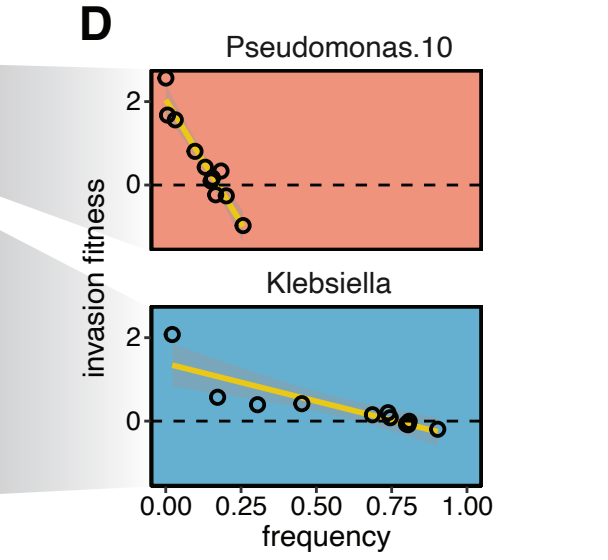 D
Pseudomonas.10
2
0
invasion fitness
Klebsiella
2
0
0.00 0.25 0.50 0.75 1.00
frequency